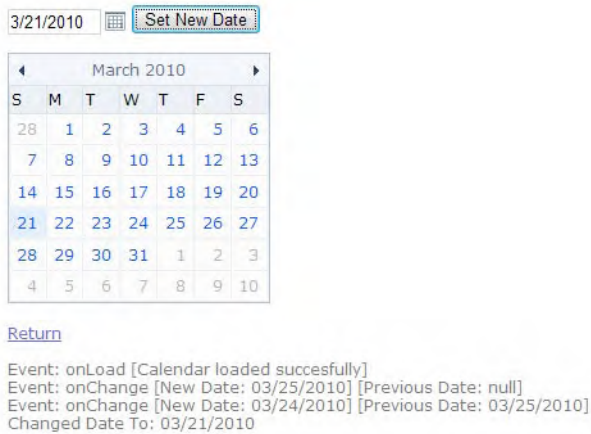 3/21/2010 Set New Date
March 2010
S M T W T F S
28 1 2 3 4 5 6
7 8 9 10 11 12 13
14 15 16 17 18 19 20
21 22 23 24 25 26 27
28 29 30 31 1 2 3
4 5 6 7 8 9 10
Return
Event: onLoad [Calendar loaded succesfully]
Event: onChange [New Date: 03/25/2010] [Previous Date: null]
Event: onChange [New Date: 03/24/2010] [Previous Date: 03/25/2010]
Changed Date To: 03/21/2010